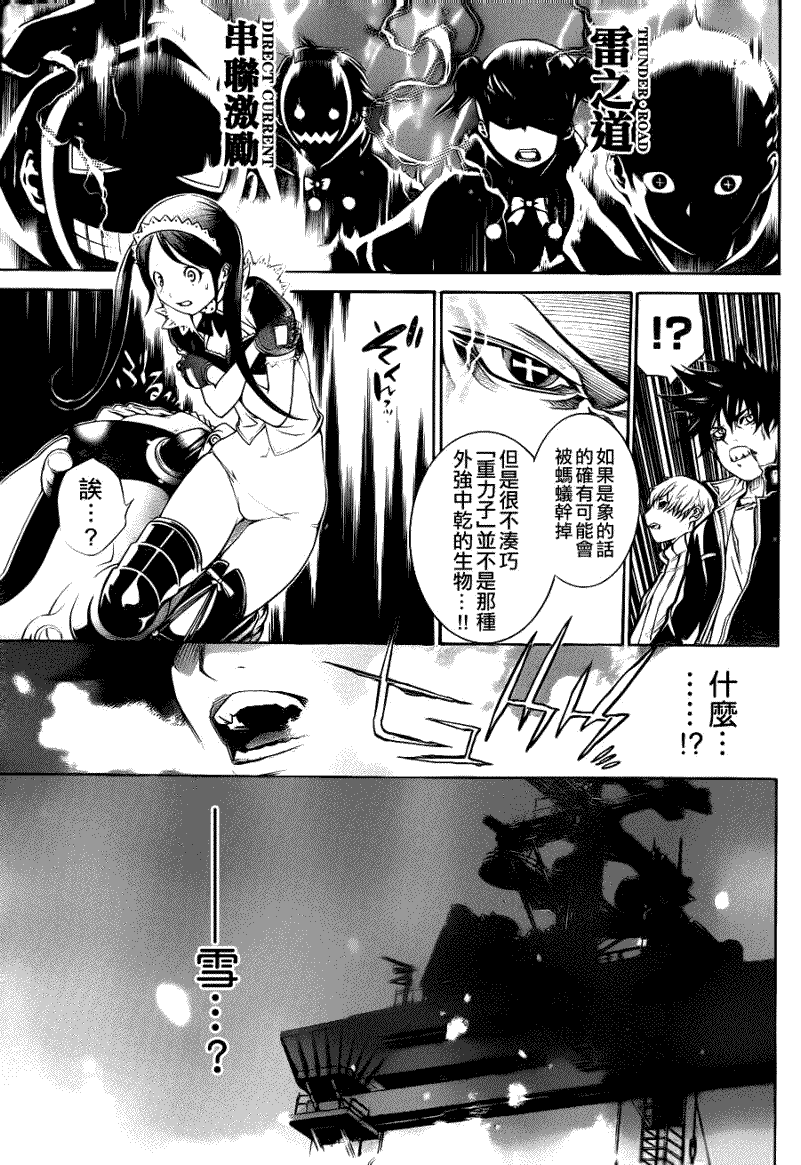 雷之道
THUNDER◇ROAD
串聯激勵
DIRECT CURRENT
!?
如果是象的話
的確有可能會
被螞蟻幹掉
但是很不湊巧
「重力子」並不是那種
外強中乾的生物…!!
誒…?
什麼…
……!?
——雪…?